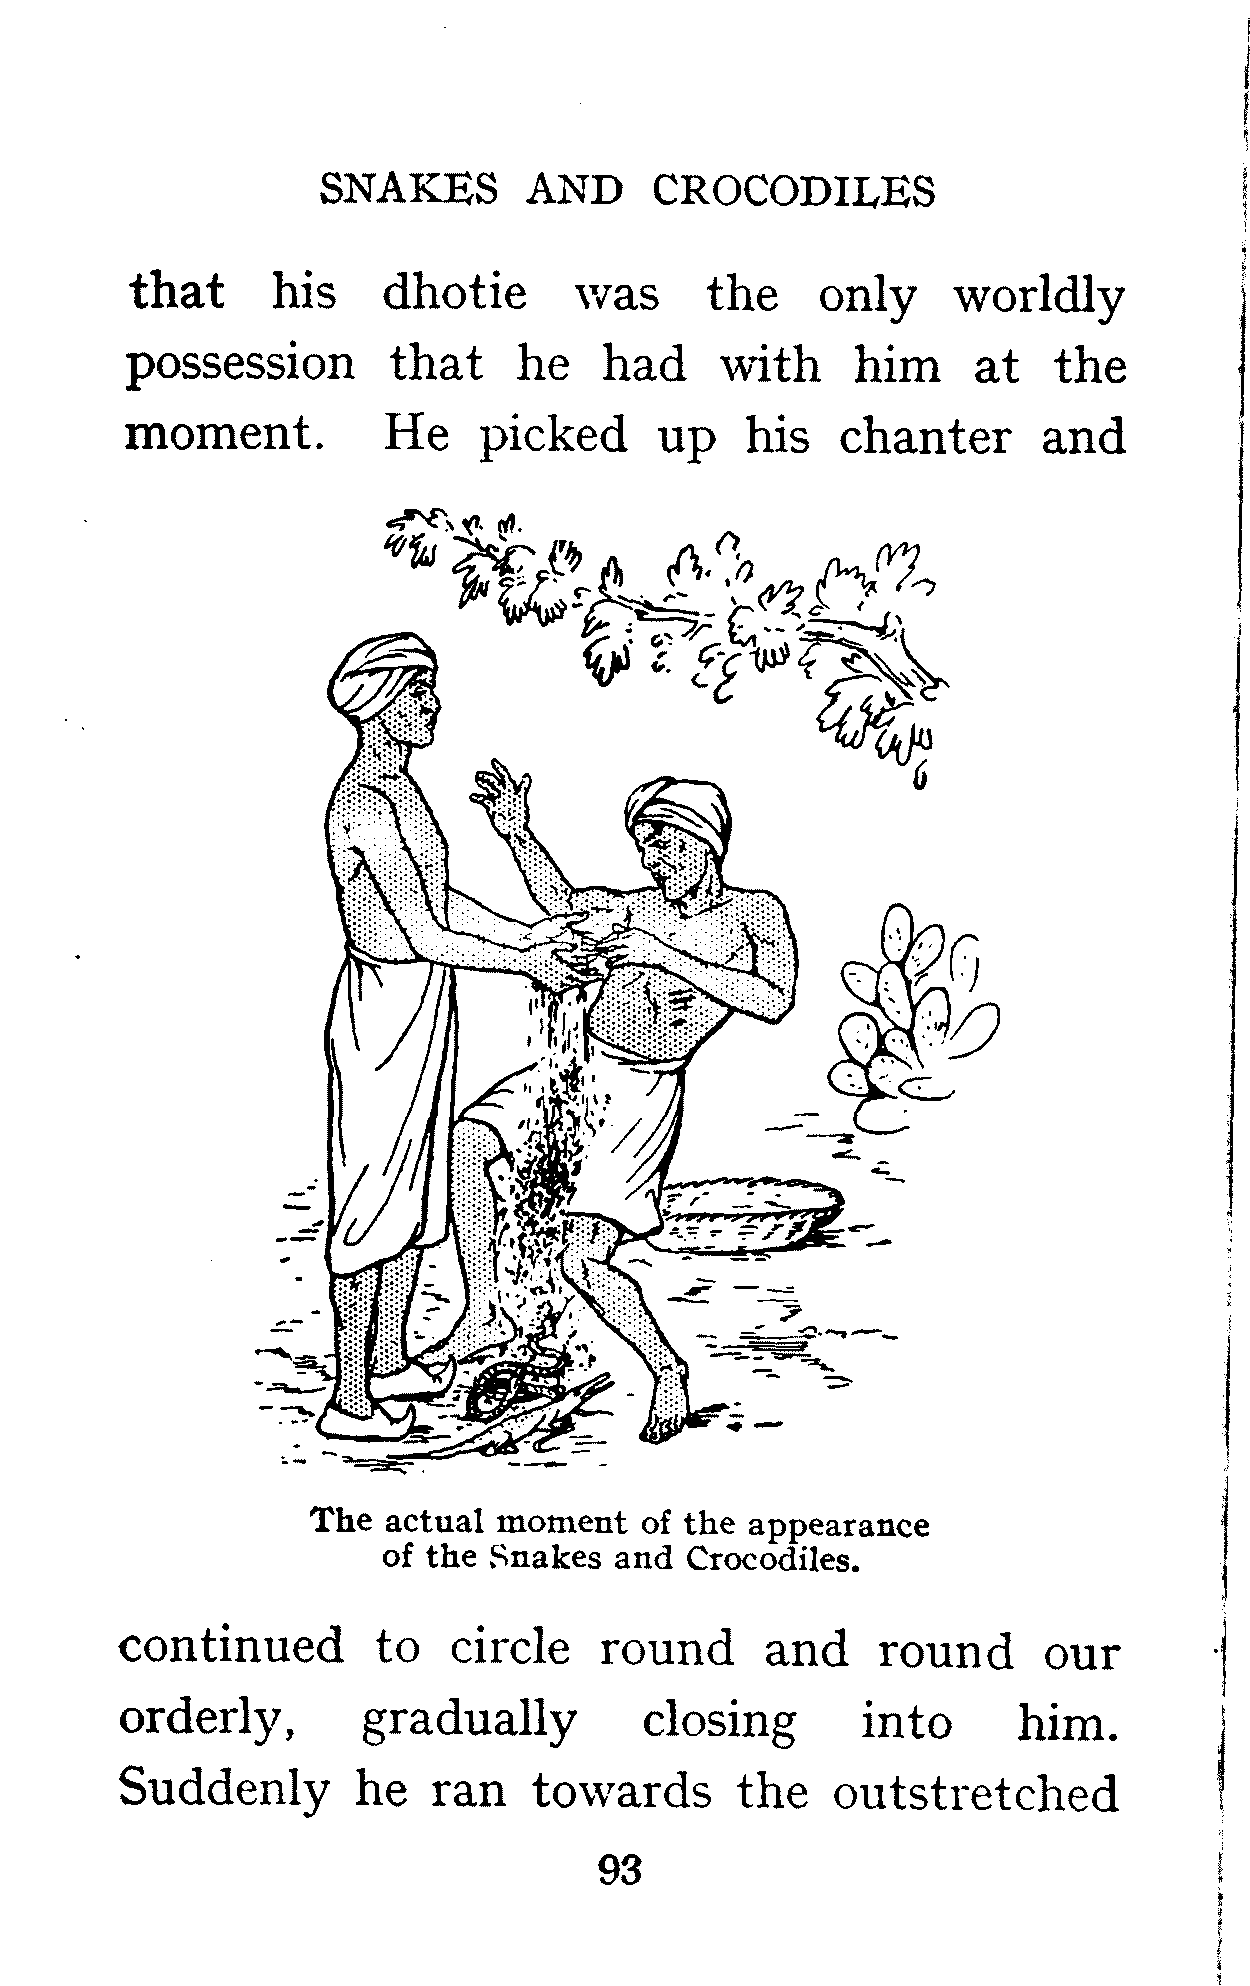 SNAKES AND CROCODILES
that his dhotie was the only worldly
possession that he had with him at the
moment. He picked up his chanter and
The actual moment of the appearance
of the Snakes and Crocodiles.
continued to circle round and round our
orderly, gradually closing into him.
Suddenly he ran towards the outstretched
93